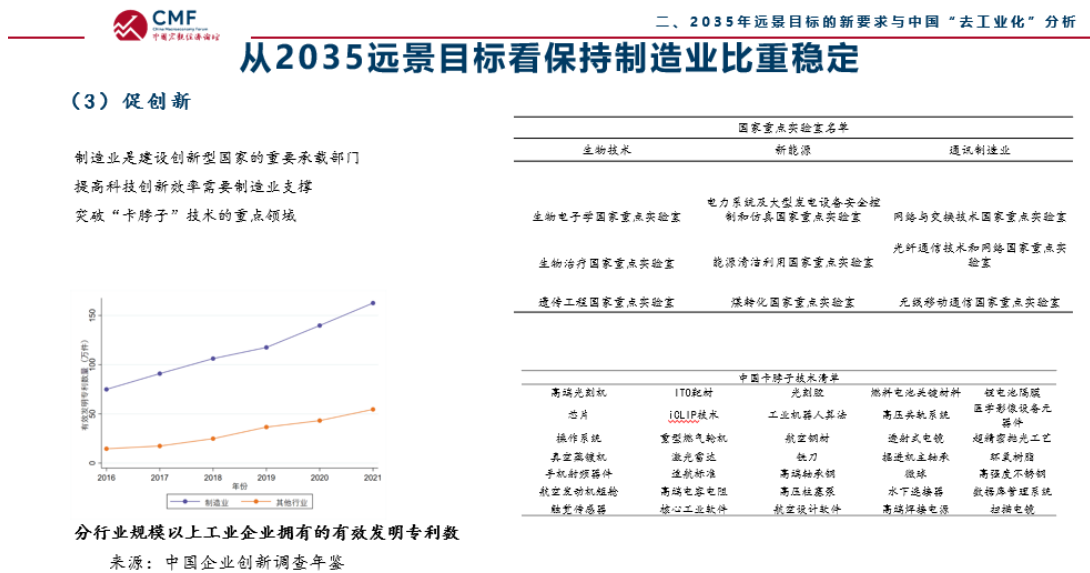 CMF
China Macroeconomy Forum
中国宏观经济论坛
二、2035年远景目标的新要求与中国“去工业化”分析
从2035远景目标看保持制造业比重稳定
（3）促创新
制造业是建设创新型国家的重要承载部门
提高科技创新效率需要制造业支撑
突破“卡脖子”技术的重点领域
有效发明专利数量（万件）
150
100
50
0
2016 2017 2018 2019 2020 2021
年份
制造业 其他行业
分行业规模以上工业企业拥有的有效发明专利数
来源：中国企业创新调查年鉴
国家重点实验室名单
生物技术 新能源 通讯制造业
生物电子学国家重点实验室 电力系统及大型发电设备安全控制和仿真国家重点实验室 网络与交换技术国家重点实验室
生物治疗国家重点实验室 能源清洁利用国家重点实验室 光纤通信技术和网络国家重点实验室
遗传工程国家重点实验室 煤转化国家重点实验室 无线移动通信国家重点实验室
中国卡脖子技术清单
高端光刻机 ITO靶材 光刻胶 燃料电池关键材料 锂电池隔膜
芯片 iCLIP技术 工业机器人算法 高压共轨系统 医学影像设备元器件
操作系统 重型燃气轮机 航空钢材 透射式电镜 超精密抛光工艺
真空蒸镀机 激光雷达 铣刀 掘进机主轴承 环氧树脂
手机射频器件 适航标准 高端轴承钢 微球 高强度不锈钢
航空发动机短舱 高端电容电阻 高压柱塞泵 水下连接器 数据库管理系统
触觉传感器 核心工业软件 航空设计软件 高端焊接电源 扫描电镜